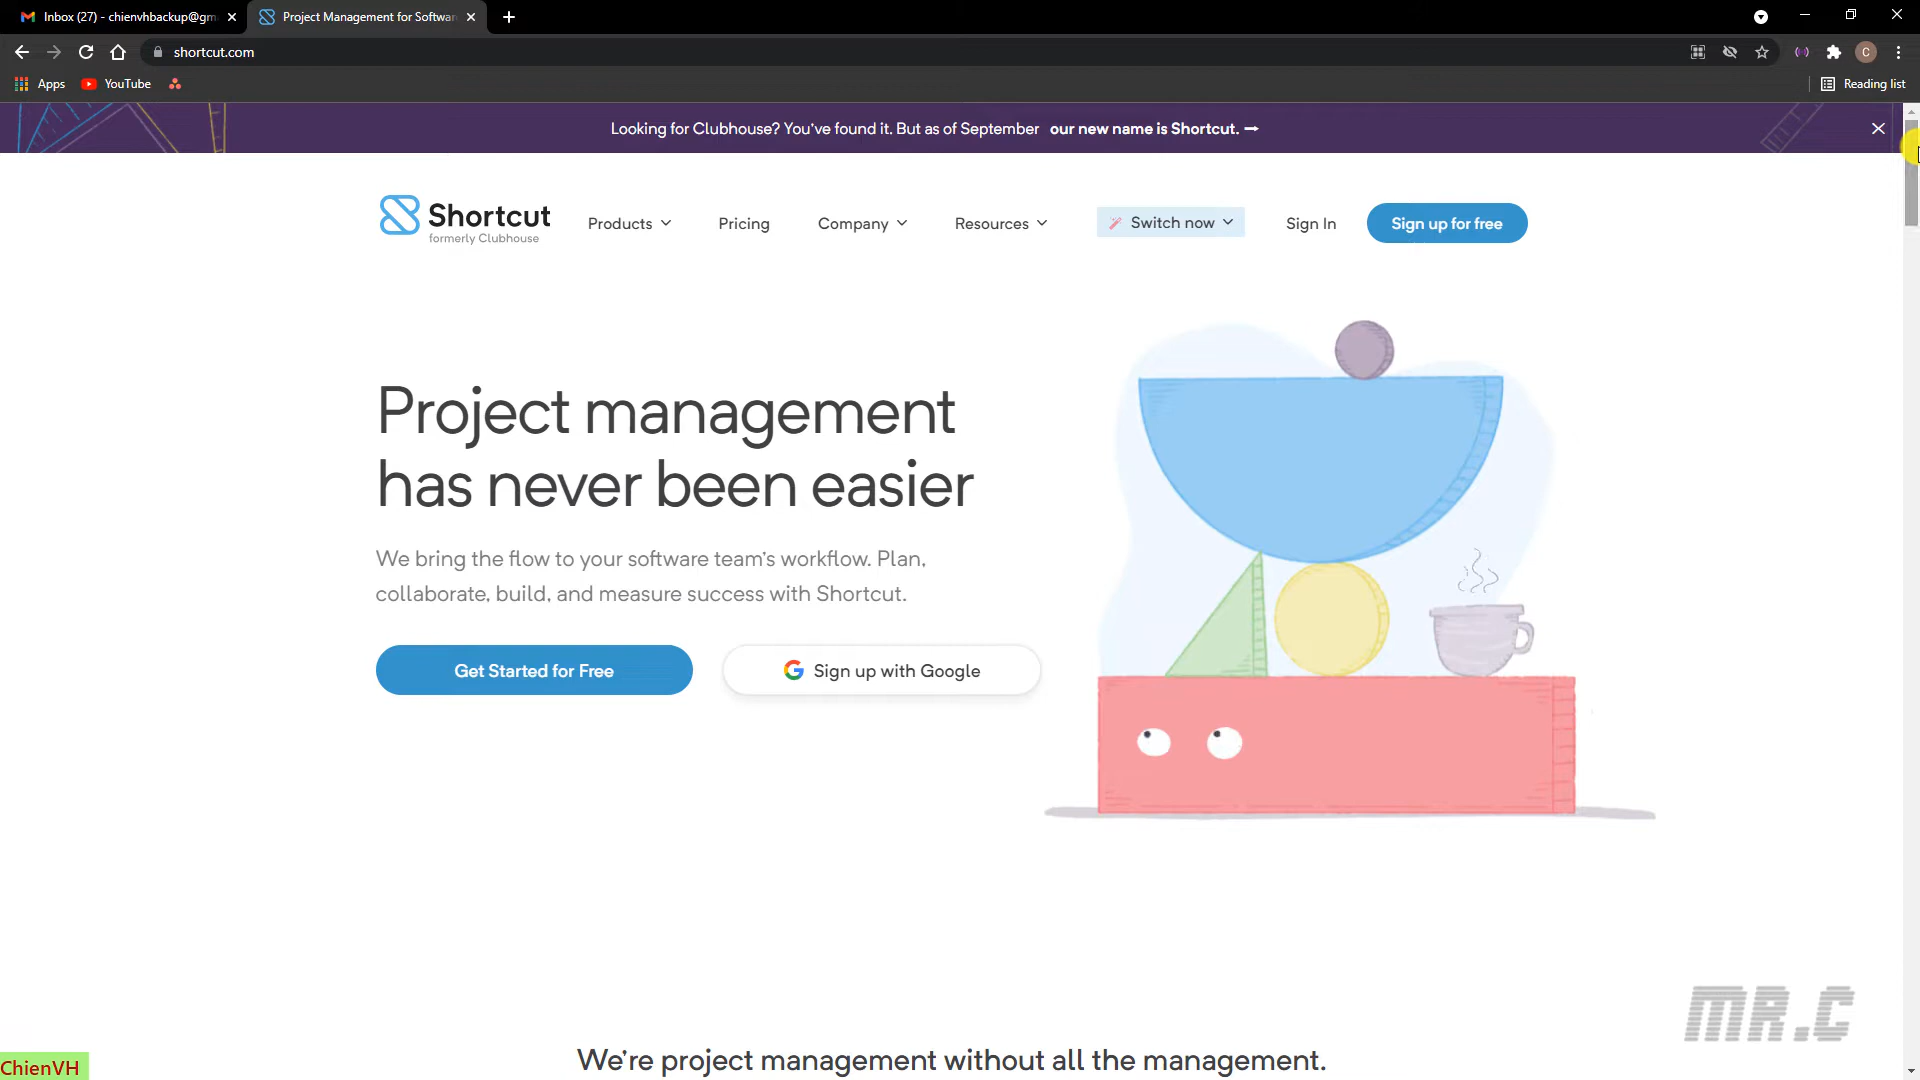 Inbox (27) - chienvhbackup@gm
Project Management for Softwar
shortcut.com
Apps
YouTube
C
Reading list
Looking for Clubhouse? You've found it. But as of September our new name is Shortcut. →
Shortcut
formerly Clubhouse
Products
Pricing
Company
Resources
Switch now
Sign In
Sign up for free
Project management
has never been easier
We bring the flow to your software team's workflow. Plan,
collaborate, build, and measure success with Shortcut.
Get Started for Free
Sign up with Google
MR.C
We're project management without all the management.
ChienVH